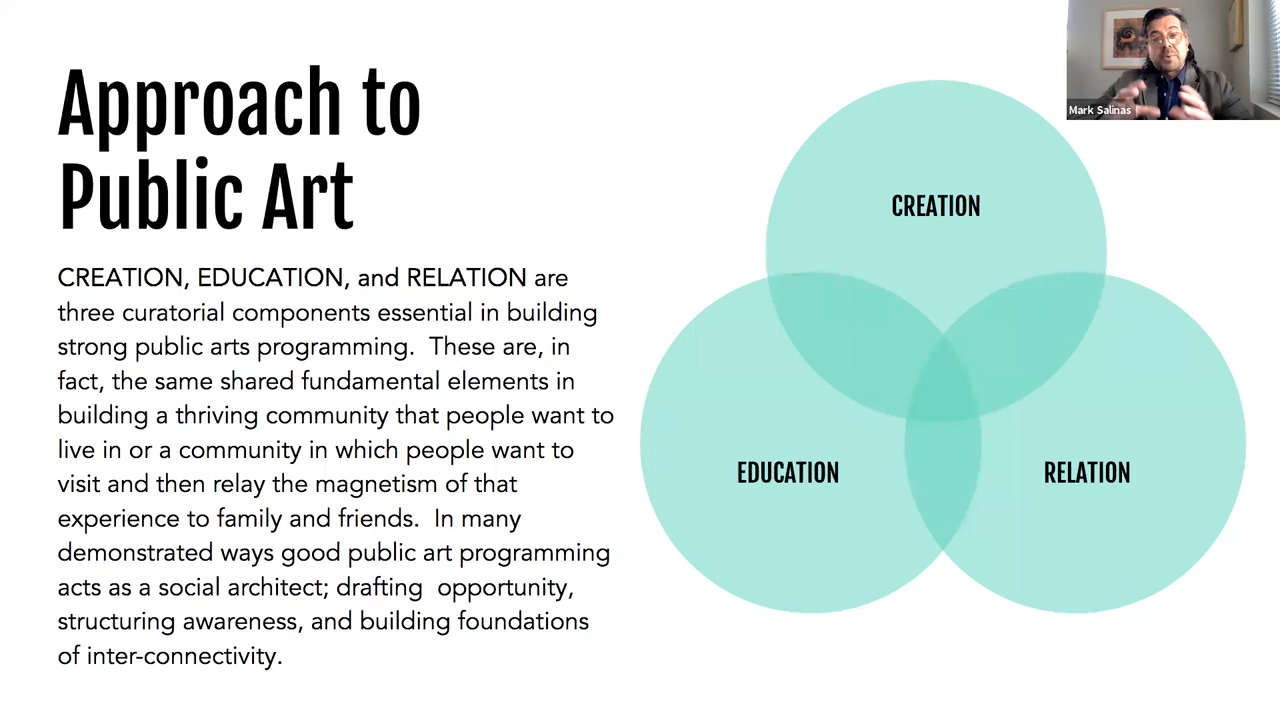 Approach to
Public Art
CREATION, EDUCATION, and RELATION are
three curatorial components essential in building
strong public arts programming.  These are, in
fact, the same shared fundamental elements in
building a thriving community that people want to
live in or a community in which people want to
visit and then relay the magnetism of that
experience to family and friends.  In many
demonstrated ways good public art programming
acts as a social architect; drafting  opportunity,
structuring awareness, and building foundations
of inter-connectivity.
CREATION
EDUCATION
RELATION
Mark Salinas